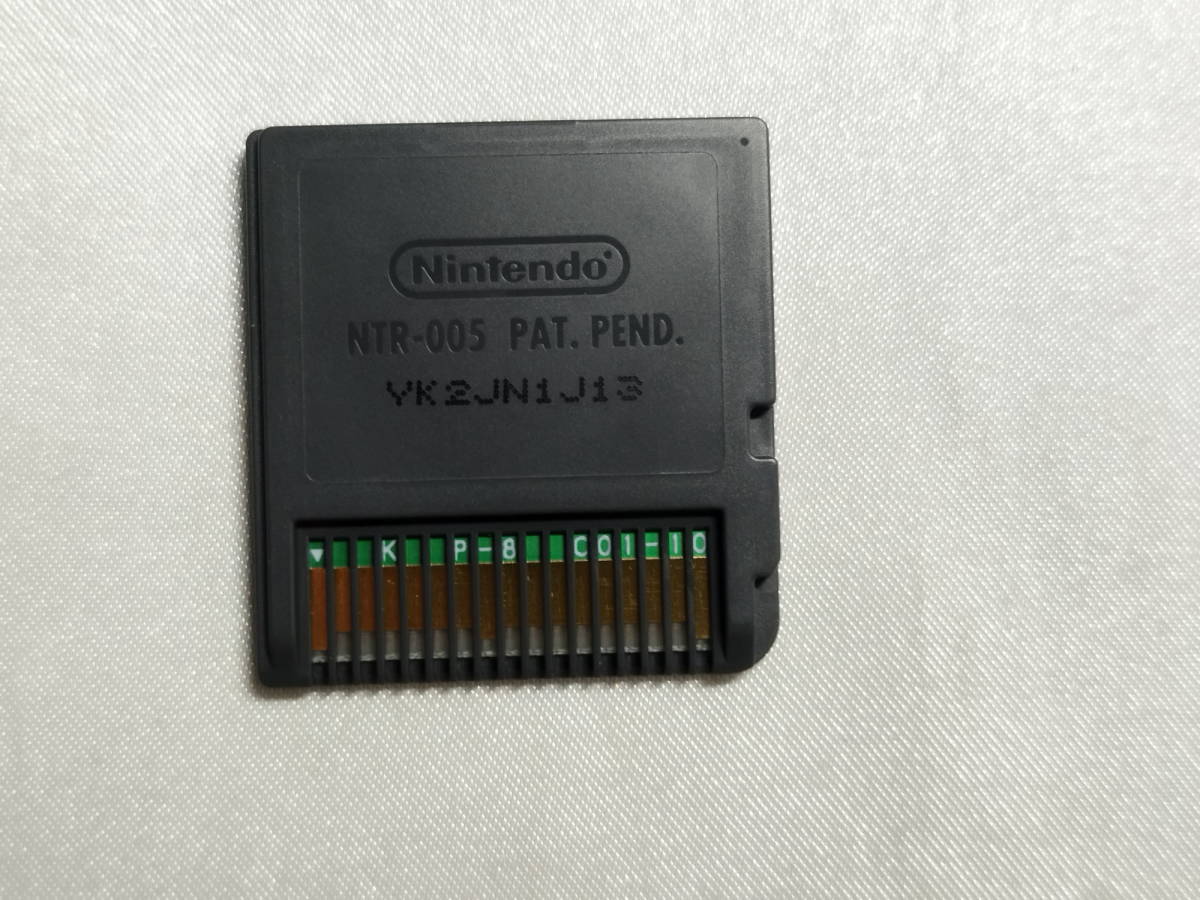 Nintendo
NTR-005 PAT. PEND.
YK2JN1J13
▼ K P-8 C01-10